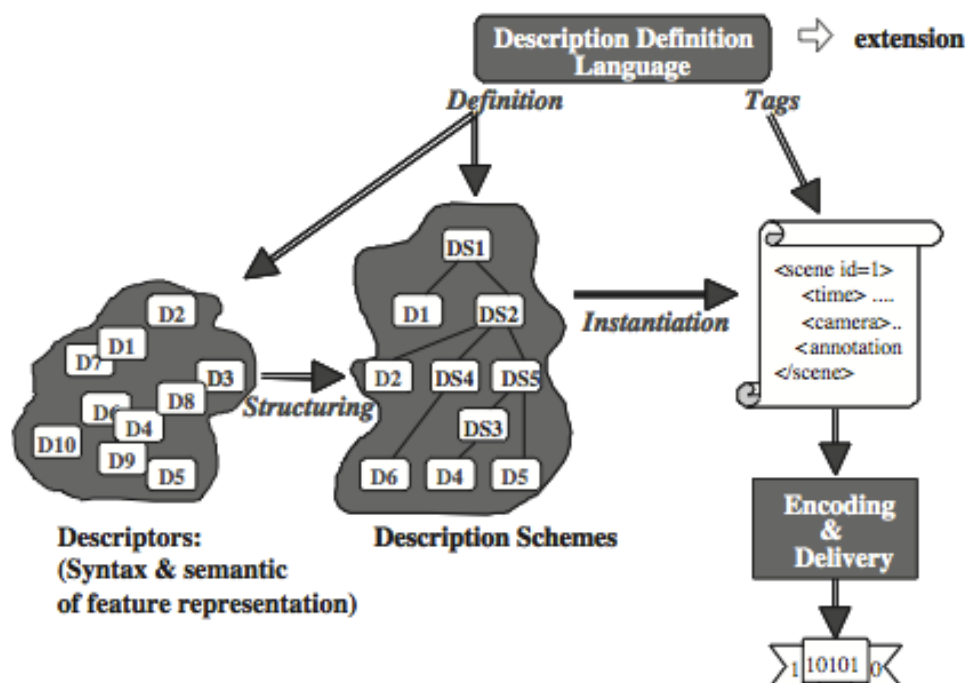 Description Definition
Language
extension
Definition
Tags
DS1
D1
DS2
D2
DS4
DS5
DS3
D6
D4
D5
D2
D1
D7
D3
D8
D6
D4
D10
D9
D5
Structuring
Instantiation
<scene id=1>
<time> ....
<camera>..
<annotation
</scene>
Descriptors:
(Syntax & semantic
of feature representation)
Description Schemes
Encoding
&
Delivery
1 10101 0